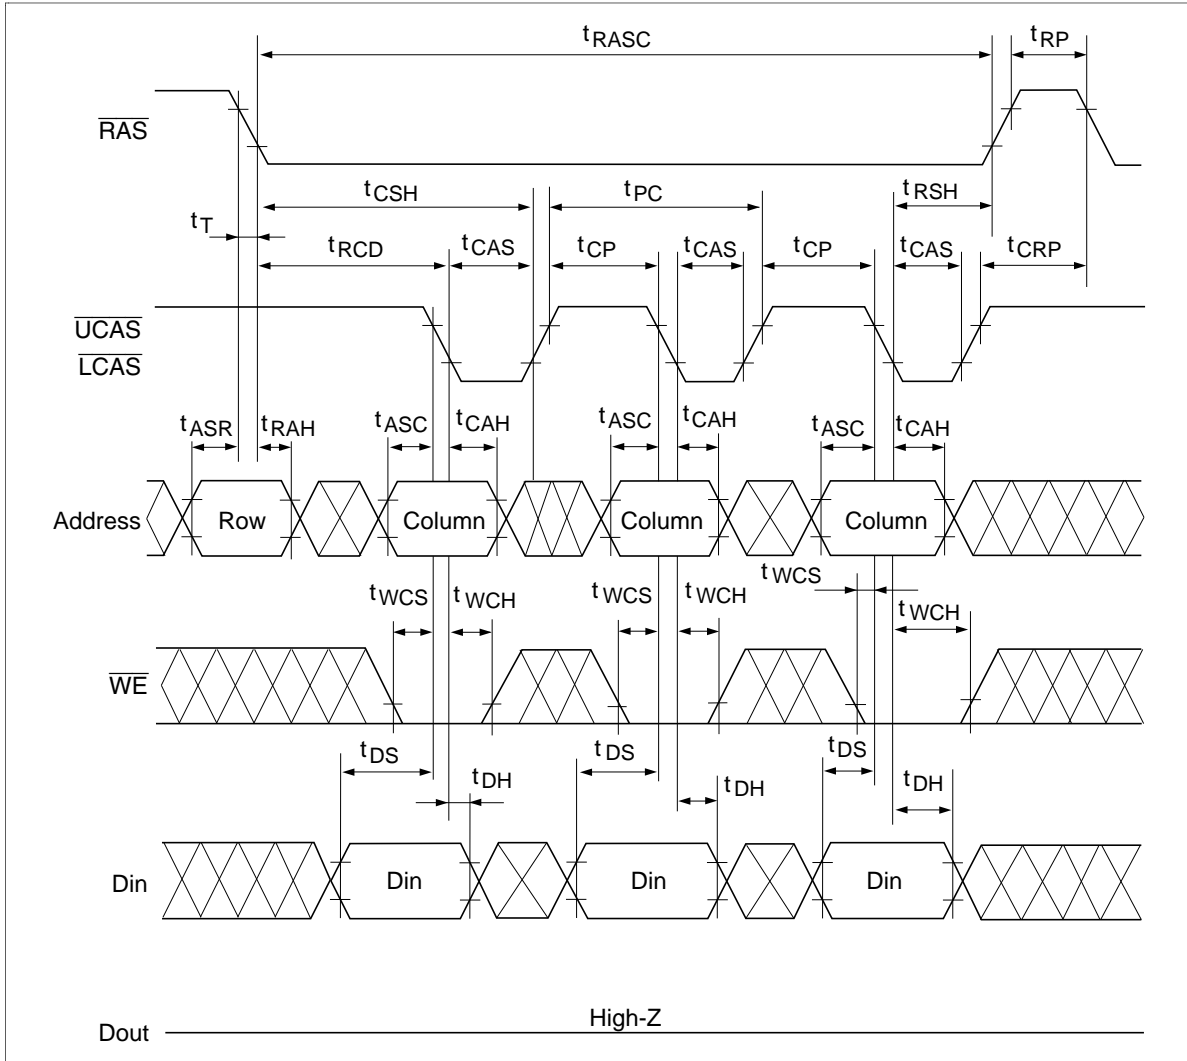 tRASC
tRP
RAS
tCSH
tPC
tRSH
tT
tRCD
tCAS
tCP
tCAS
tCP
tCAS
tCRP
UCAS
LCAS
tASR
tRAH
tASC
tCAH
tASC
tCAH
tASC
tCAH
Address
Row
Column
Column
Column
tWCS
tWCH
tWCS
tWCH
tWCS
tWCH
WE
tDS
tDH
tDS
tDH
tDS
tDH
Din
Din
Din
Din
High-Z
Dout